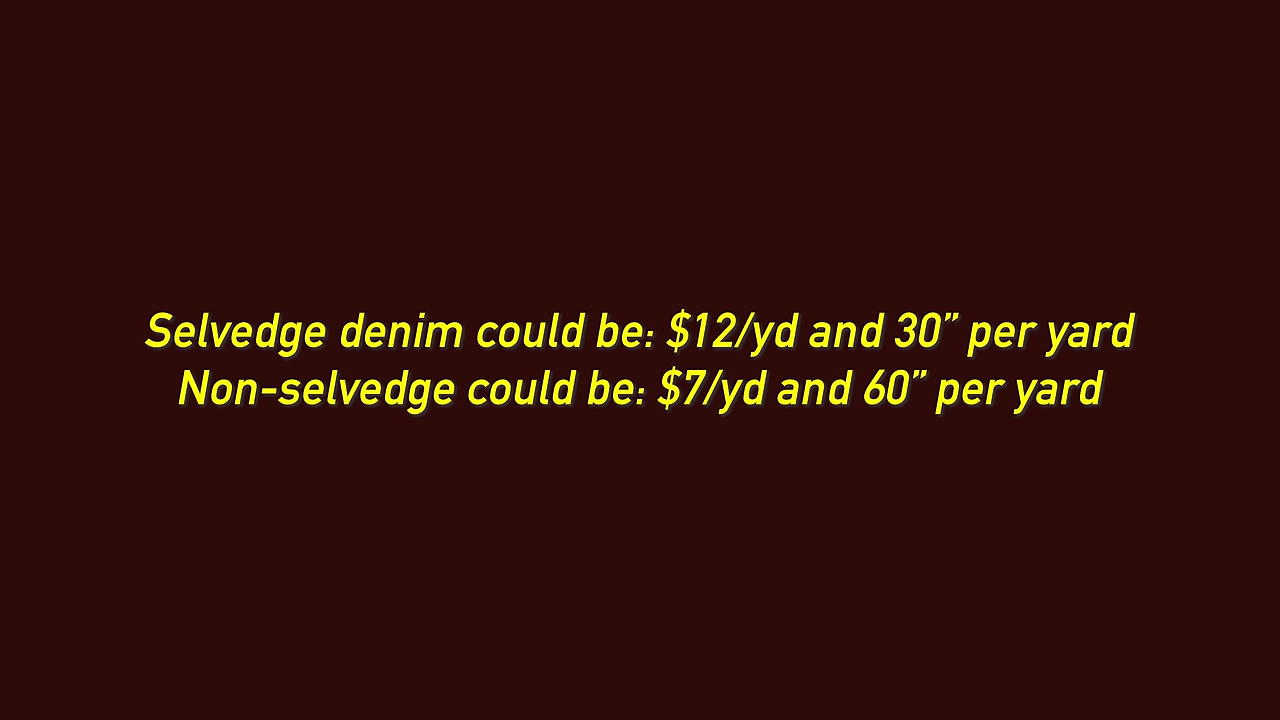 Selvedge denim could be: $12/yd and 30” per yard
Non-selvedge could be: $7/yd and 60” per yard